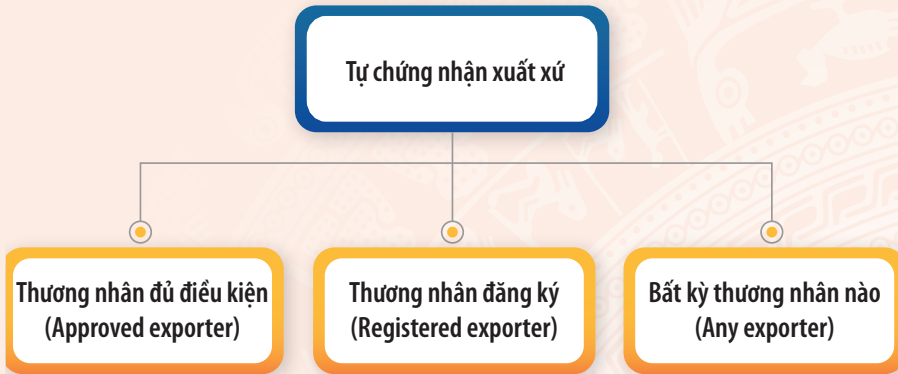 Tự chứng nhận xuất xứ
Thương nhân đủ điều kiện
(Approved exporter)
Thương nhân đăng ký
(Registered exporter)
Bất kỳ thương nhân nào
(Any exporter)